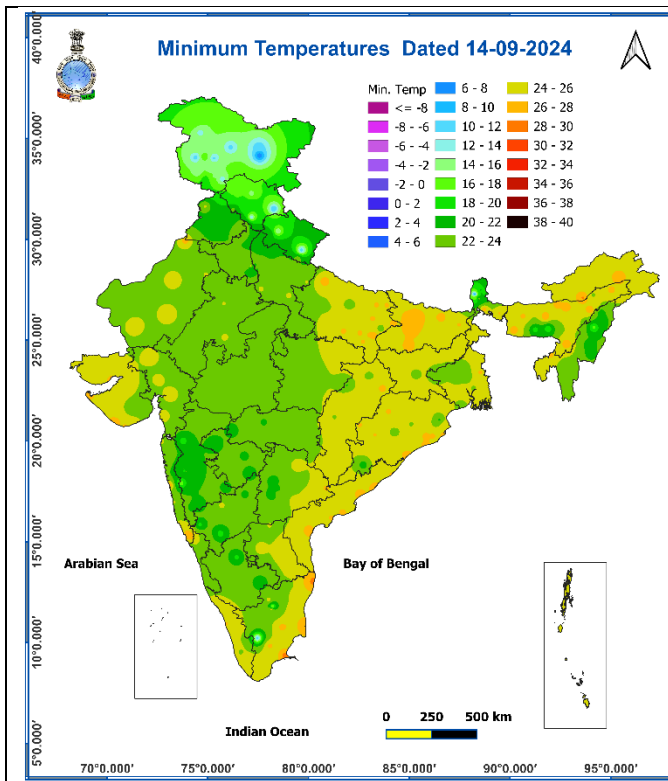 Minimum Temperatures Dated 14-09-2024
Min. Temp
<= -8
-8 - -6
-6 - -4
-4 - -2
-2 - 0
0 - 2
2 - 4
4 - 6
6 - 8
8 - 10
10 - 12
12 - 14
14 - 16
16 - 18
18 - 20
20 - 22
22 - 24
24 - 26
26 - 28
28 - 30
30 - 32
32 - 34
34 - 36
36 - 38
38 - 40
40°0.000'
35°0.000'
30°0.000'
25°0.000'
20°0.000'
15°0.000'
10°0.000'
5°0.000'
Arabian Sea
Bay of Bengal
Indian Ocean
0 250 500 km
70°0.000' 75°0.000' 80°0.000' 85°0.000' 90°0.000' 95°0.000'